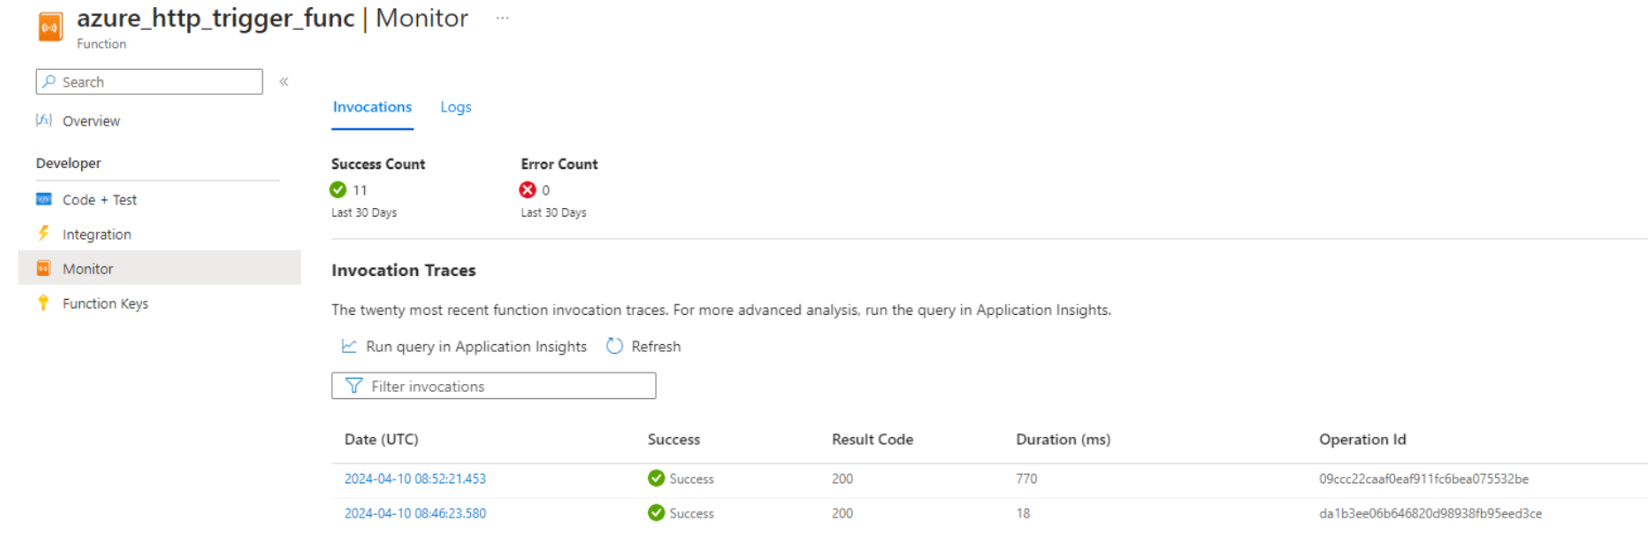 azure_http_trigger_func | Monitor ...
Function
Search «
Overview
Developer
Code + Test
Integration
Monitor
Function Keys
Invocations Logs
Success Count Error Count
11 0
Last 30 Days Last 30 Days
Invocation Traces
The twenty most recent function invocation traces. For more advanced analysis, run the query in Application Insights.
Run query in Application Insights Refresh
Filter invocations
Date (UTC) Success Result Code Duration (ms) Operation Id
2024-04-10 08:52:21.453 Success 200 770 09ccc22caaf0eaf911fc6bea075532be
2024-04-10 08:46:23.580 Success 200 18 da1b3ee06b646820d98938fb95eed3ce